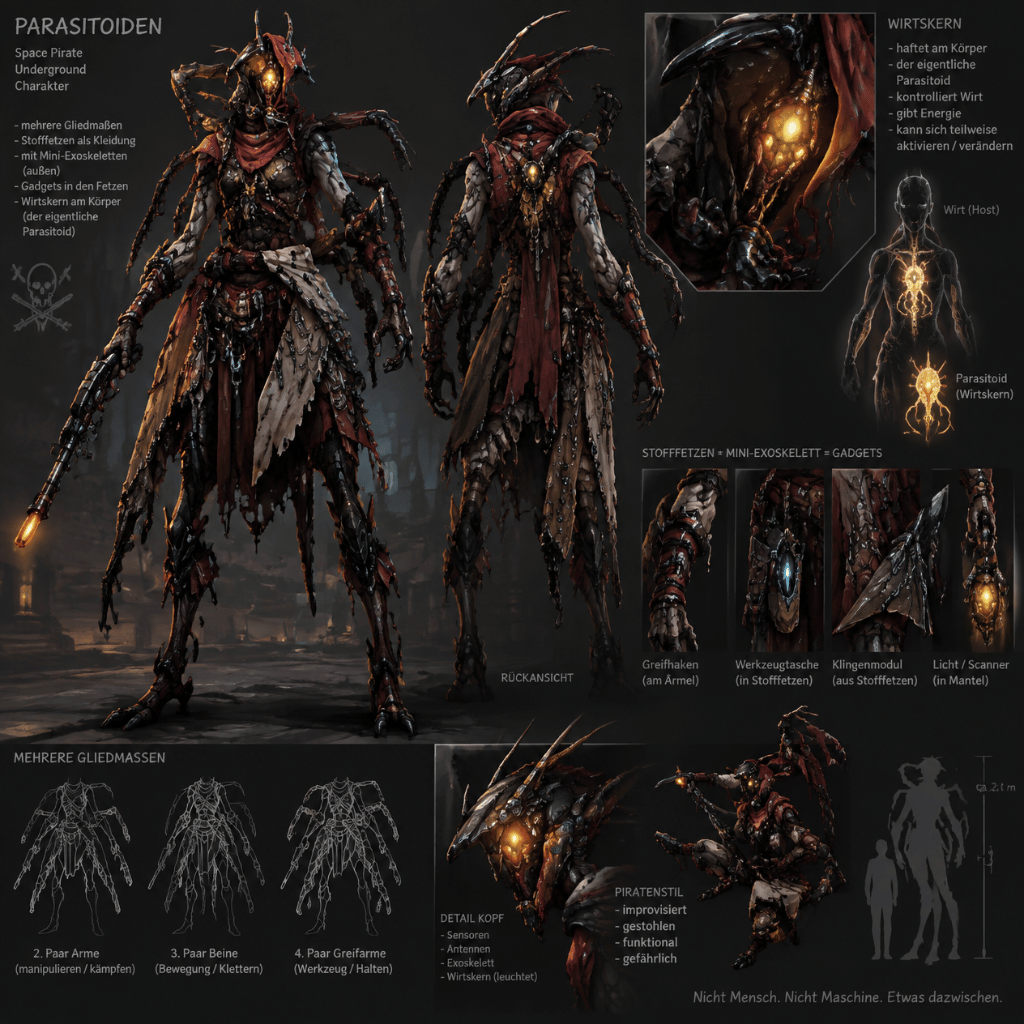 PARASITOIDEN
Space Pirate
Underground
Charakter
- mehrere Gliedmaßen
- Stofffetzen als Kleidung
- mit Mini-Exoskeletten
(außen)
- Gadgets in den Fetzen
- Wirtskern am Körper
(der eigentliche
Parasitoid)
WIRTSKERN
- haftet am Körper
- der eigentliche
Parasitoid
- kontrolliert Wirt
- gibt Energie
- kann sich teilweise
aktivieren / verändern
Wirt (Host)
Parasitoid
(Wirtskern)
STOFFFETZEN = MINI-EXOSKELETT = GADGETS
Greifhaken
(am Ärmel)
Werkzeugtasche
(in Stofffetzen)
Klingenmodul
(aus Stofffetzen)
Licht / Scanner
(in Mantel)
RÜCKANSICHT
MEHRERE GLIEDMASSEN
2. Paar Arme
(manipulieren / kämpfen)
3. Paar Beine
(Bewegung / Klettern)
4. Paar Greifarme
(Werkzeug / Halten)
DETAIL KOPF
- Sensoren
- Antennen
- Exoskelett
- Wirtskern (leuchtet)
PIRATENSTIL
- improvisiert
- gestohlen
- funktional
- gefährlich
Nicht Mensch. Nicht Maschine. Etwas dazwischen.